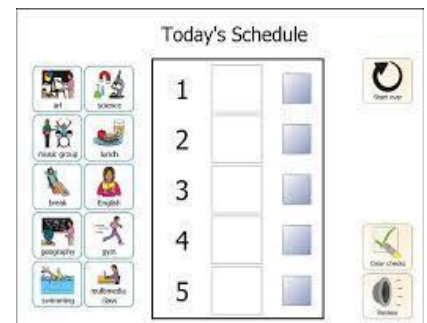 Today's Schedule
art
science
music group
lunch
break
English
geography
gym
swimming
multimedia
class
1
2
3
4
5
Start over
Clear checks